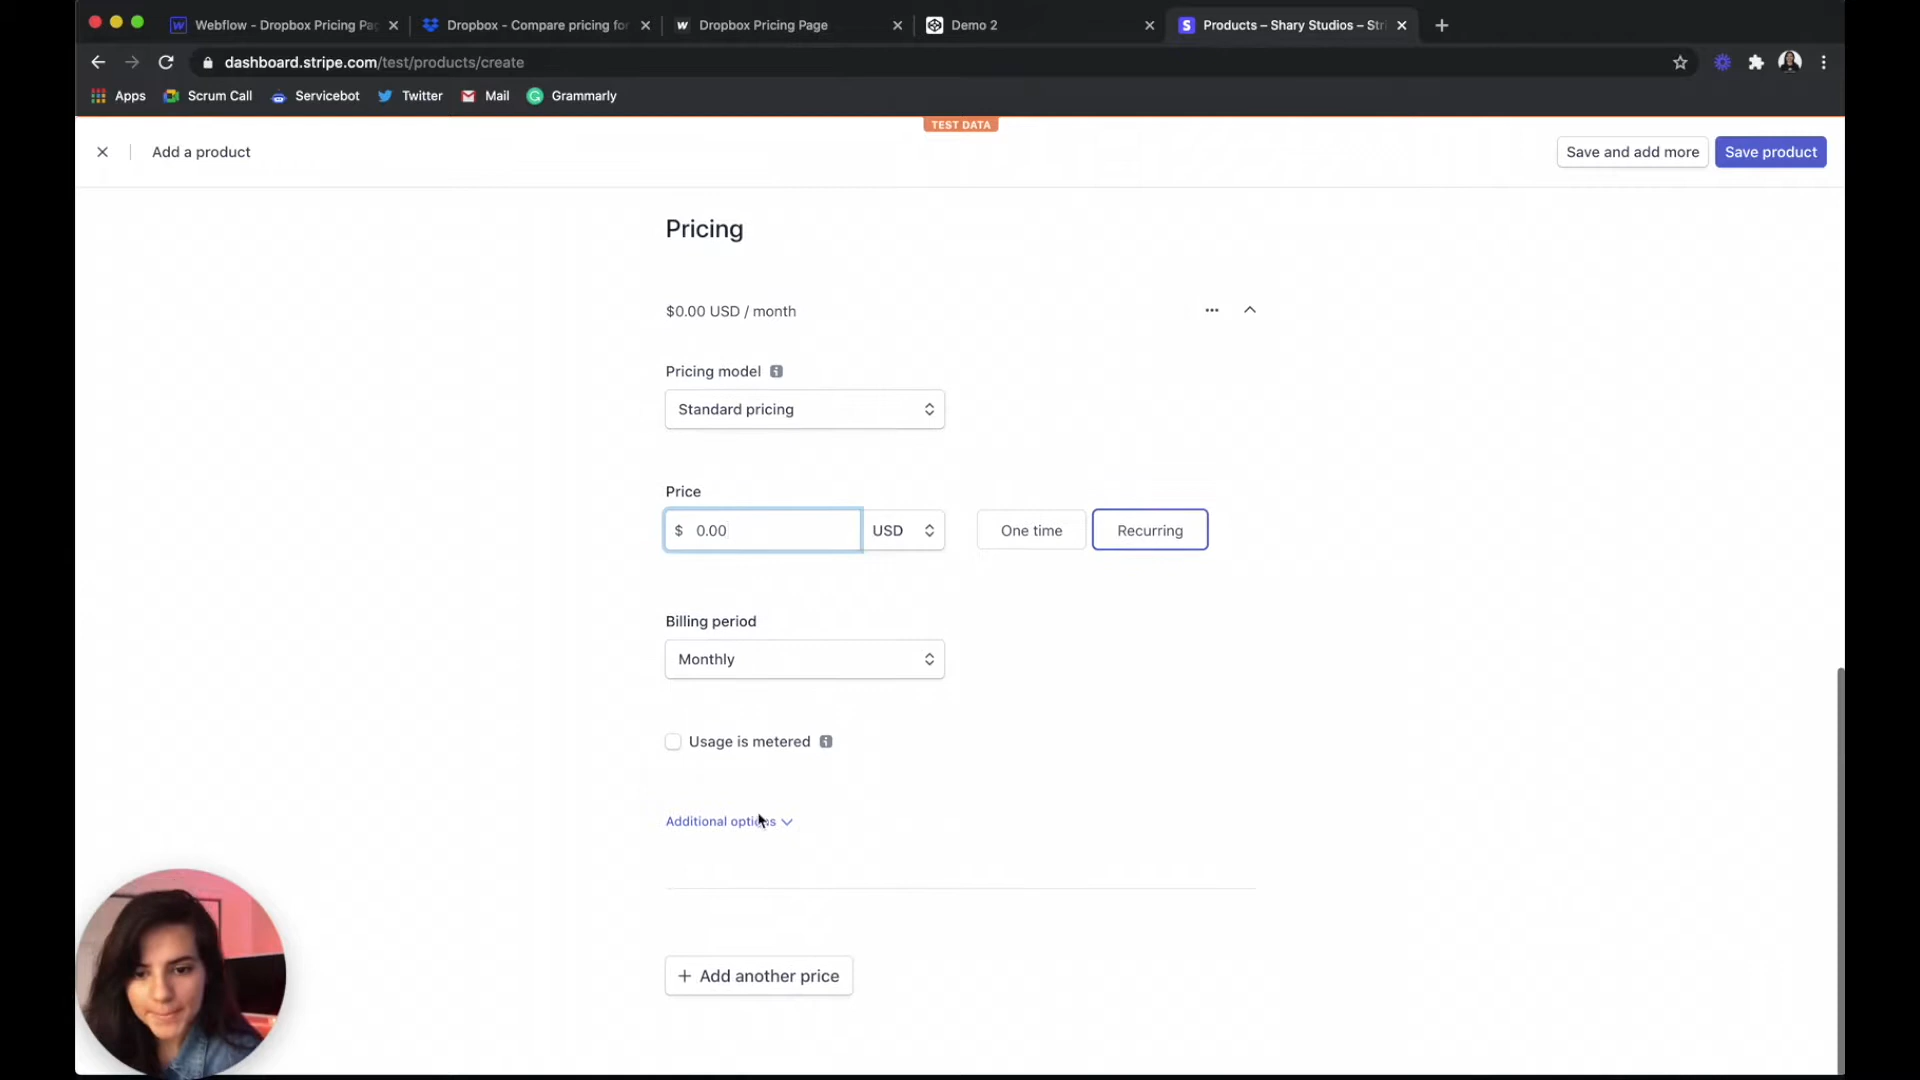 Webflow - Dropbox Pricing Pa
Dropbox - Compare pricing for
Dropbox Pricing Page
Demo 2
Products – Shary Studios – Stri
dashboard.stripe.com/test/products/create
Apps
Scrum Call
Servicebot
Twitter
Mail
Grammarly
TEST DATA
Add a product
Save and add more
Save product
Pricing
$0.00 USD / month
Pricing model
Standard pricing
Price
$ 0.00
USD
One time
Recurring
Billing period
Monthly
Usage is metered
Additional options
+ Add another price